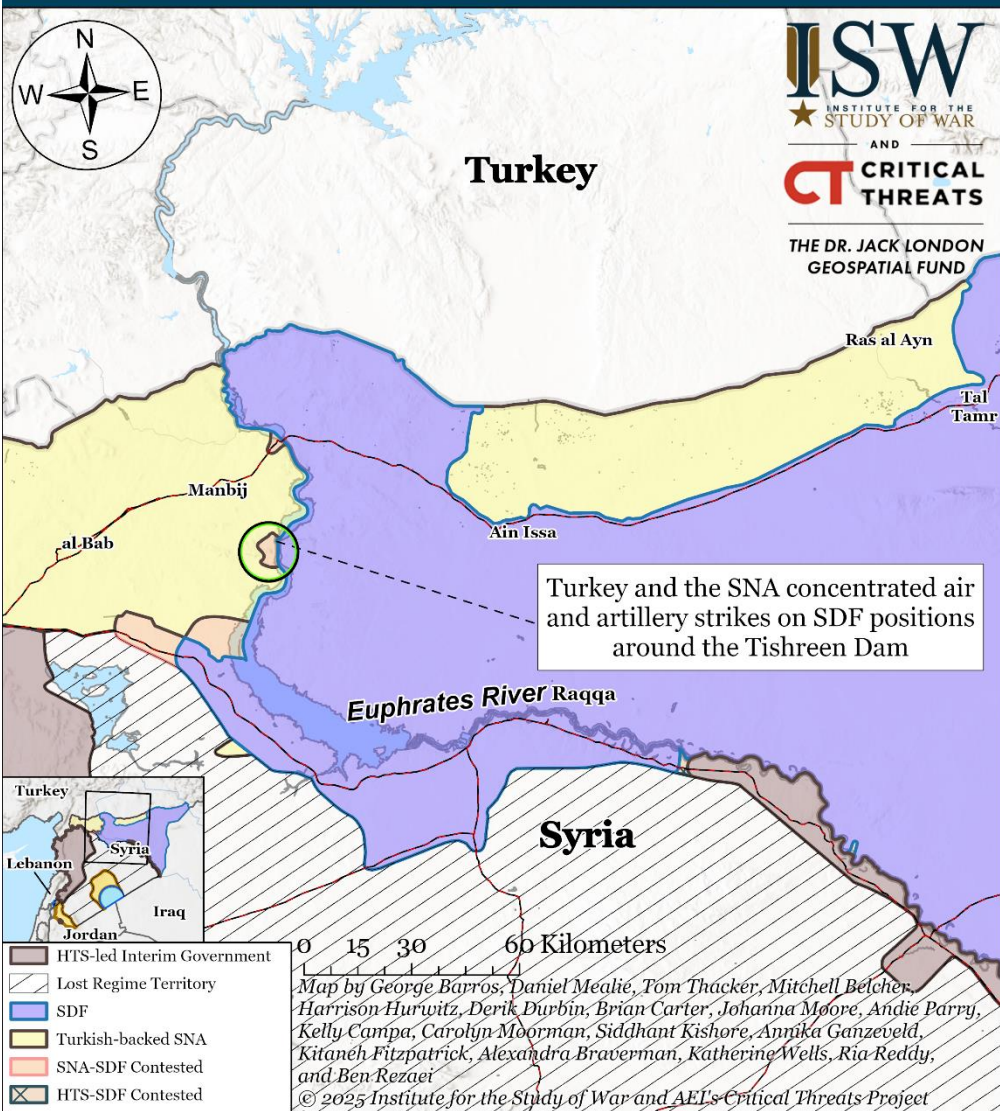 N
W
E
S
ISW
INSTITUTE FOR THE
STUDY OF WAR
AND
CT CRITICAL
THREATS
THE DR. JACK LONDON
GEOSPATIAL FUND
Turkey
Ras al Ayn
Tal
Tamr
Manbij
Ain Issa
al Bab
Turkey and the SNA concentrated air
and artillery strikes on SDF positions
around the Tishreen Dam
Euphrates River
Raqqa
Syria
Turkey
Syria
Lebanon
Iraq
Jordan
HTS-led Interim Government
Lost Regime Territory
SDF
Turkish-backed SNA
SNA-SDF Contested
HTS-SDF Contested
0 15 30 60 Kilometers
Map by George Barros, Daniel Mealie, Tom Thacker, Mitchell Belcher,
Harrison Hurwitz, Derik Durbin, Brian Carter, Johanna Moore, Andie Parry,
Kelly Campa, Carolyn Moorman, Siddhant Kishore, Annika Ganzeveld,
Kitaneh Fitzpatrick, Alexandra Braverman, Katherine Wells, Ria Reddy,
and Ben Rezaei
© 2025 Institute for the Study of War and AEI's Critical Threats Project